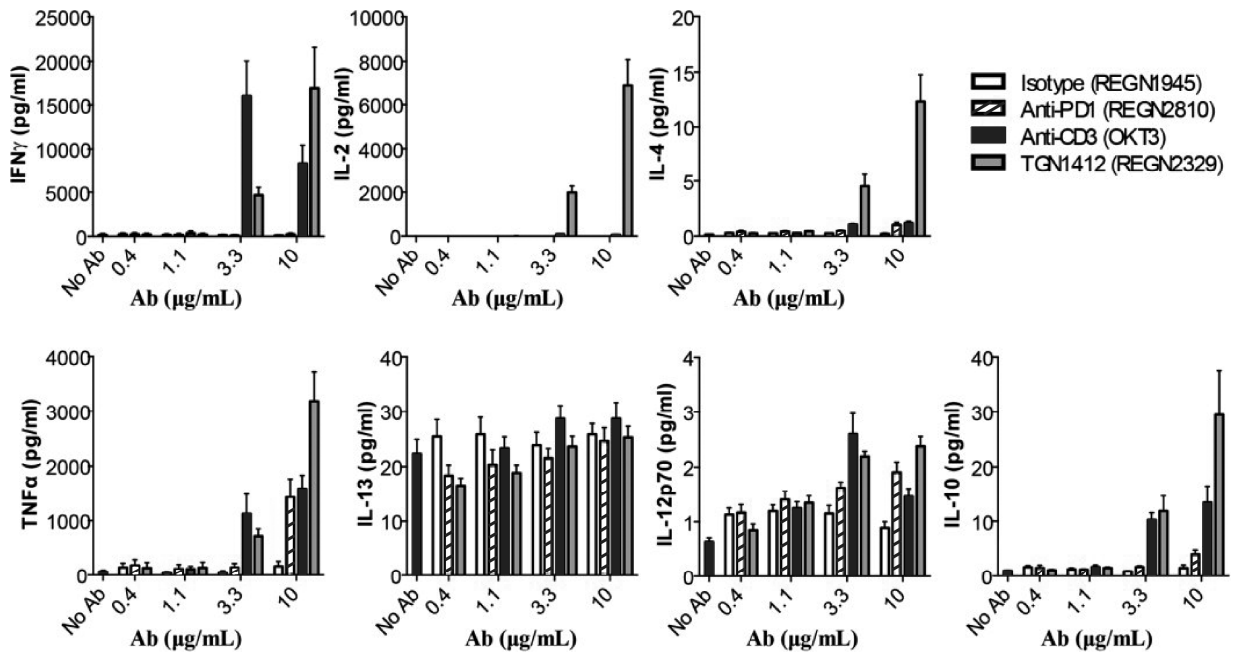 25000
20000
15000
10000
5000
0
IFNγ (pg/ml)
No Ab
0.4
1.1
3.3
10
Ab (μg/mL)
10000
8000
6000
4000
2000
0
IL-2 (pg/ml)
No Ab
0.4
1.1
3.3
10
Ab (μg/mL)
20
15
10
5
0
IL-4 (pg/ml)
No Ab
0.4
1.1
3.3
10
Ab (μg/mL)
Isotype (REGN1945)
Anti-PD1 (REGN2810)
Anti-CD3 (OKT3)
TGN1412 (REGN2329)
4000
3000
2000
1000
0
TNFα (pg/ml)
No Ab
0.4
1.1
3.3
10
Ab (μg/mL)
40
30
20
10
0
IL-13 (pg/ml)
No Ab
0.4
1.1
3.3
10
Ab (μg/mL)
4
3
2
1
0
IL-12p70 (pg/ml)
No Ab
0.4
1.1
3.3
10
Ab (μg/mL)
40
30
20
10
0
IL-10 (pg/ml)
No Ab
0.4
1.1
3.3
10
Ab (μg/mL)